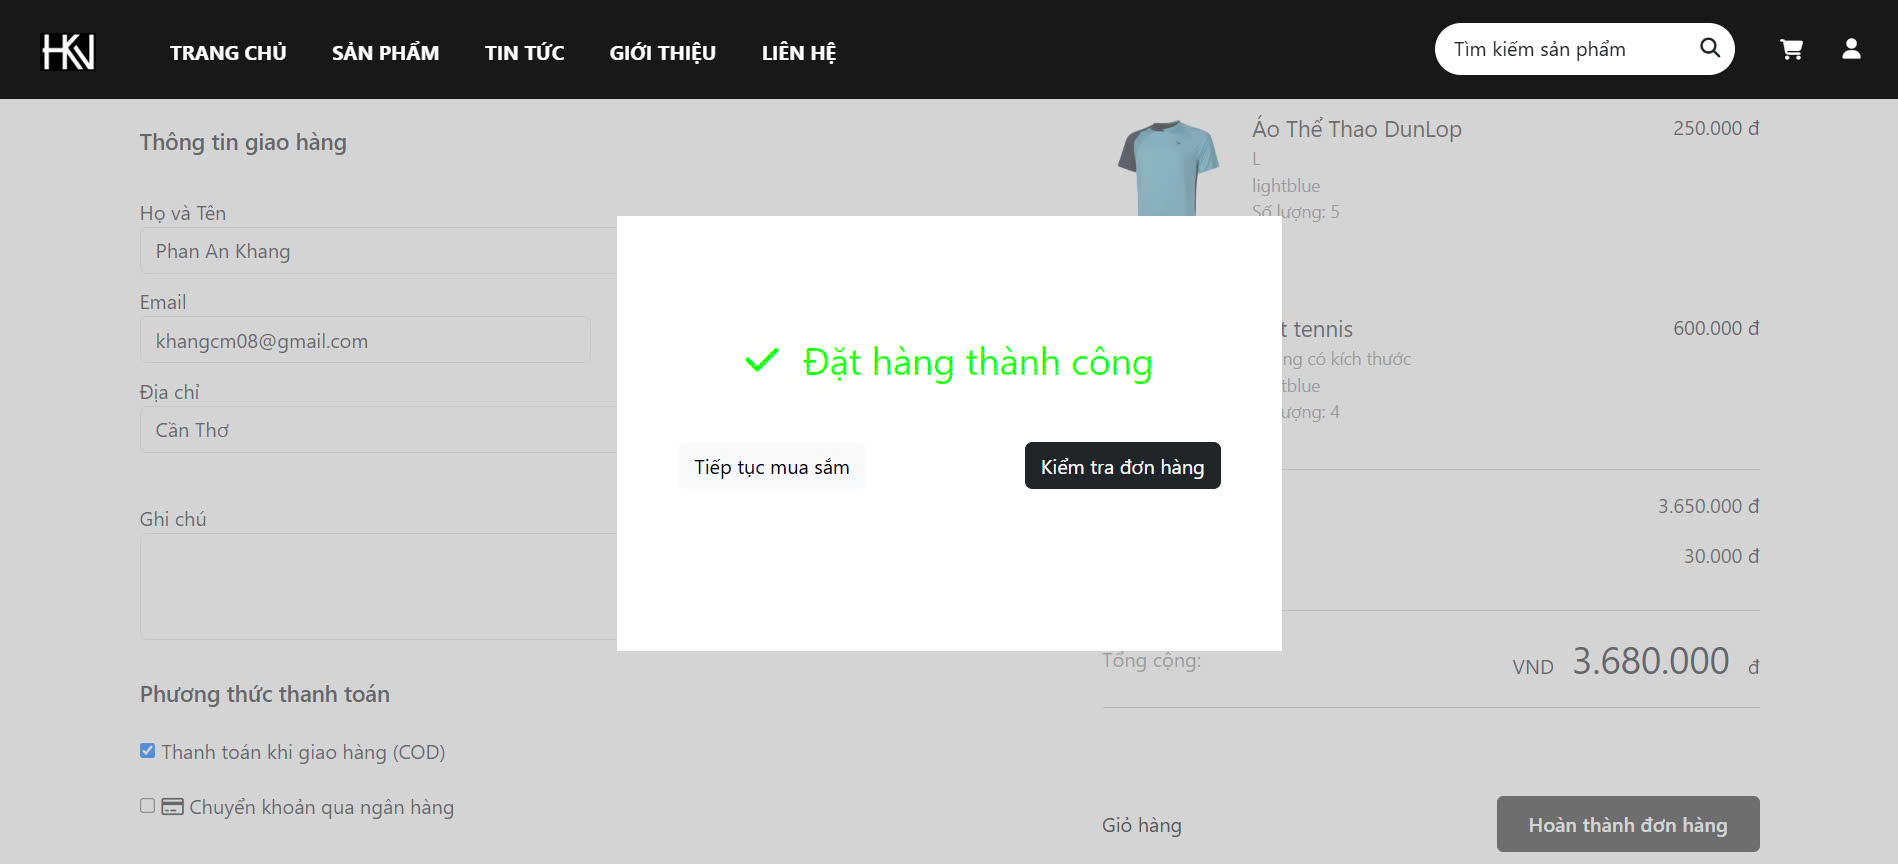 HKN
TRANG CHỦ
SẢN PHẨM
TIN TỨC
GIỚI THIỆU
LIÊN HỆ
Tìm kiếm sản phẩm
Thông tin giao hàng
Họ và Tên
Phan An Khang
Email
khangcm08@gmail.com
Địa chỉ
Cần Thơ
Ghi chú
Phương thức thanh toán
Thanh toán khi giao hàng (COD)
Chuyển khoản qua ngân hàng
Đặt hàng thành công
Tiếp tục mua sắm
Kiểm tra đơn hàng
Áo Thể Thao DunLop
250.000 đ
L
lightblue
Số lượng: 5
tennis
600.000 đ
có kích thước
4
3.650.000 đ
30.000 đ
Tổng cộng:
VND 3.680.000 đ
Giỏ hàng
Hoàn thành đơn hàng